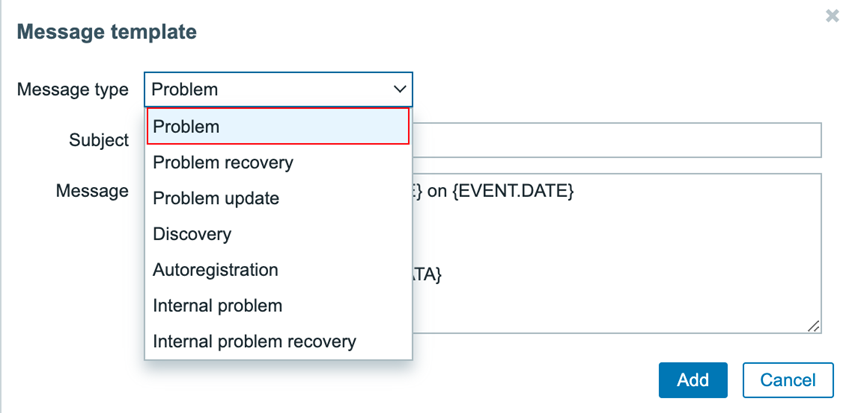 Message template
Message type Problem
Problem
Subject
Problem recovery
Message
} on {EVENT.DATE}
Problem update
Discovery
Autoregistration
TA}
Internal problem
Internal problem recovery
Add Cancel